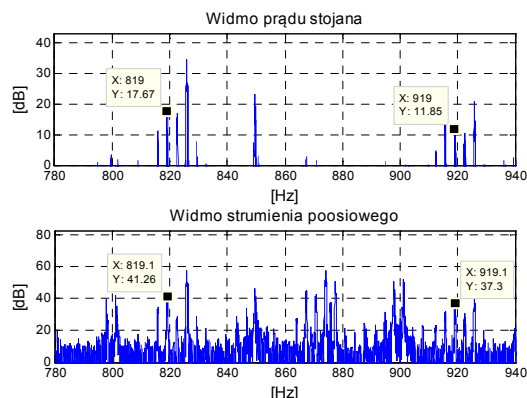 Widmo prądu stojana
40
30
20
10
0
[dB]
X: 819
Y: 17.67
X: 919
Y: 11.85
780 800 820 840 860 880 900 920 940
[Hz]
Widmo strumienia poosiowego
80
60
40
20
0
[dB]
X: 819.1
Y: 41.26
X: 919.1
Y: 37.3
780 800 820 840 860 880 900 920 940
[Hz]